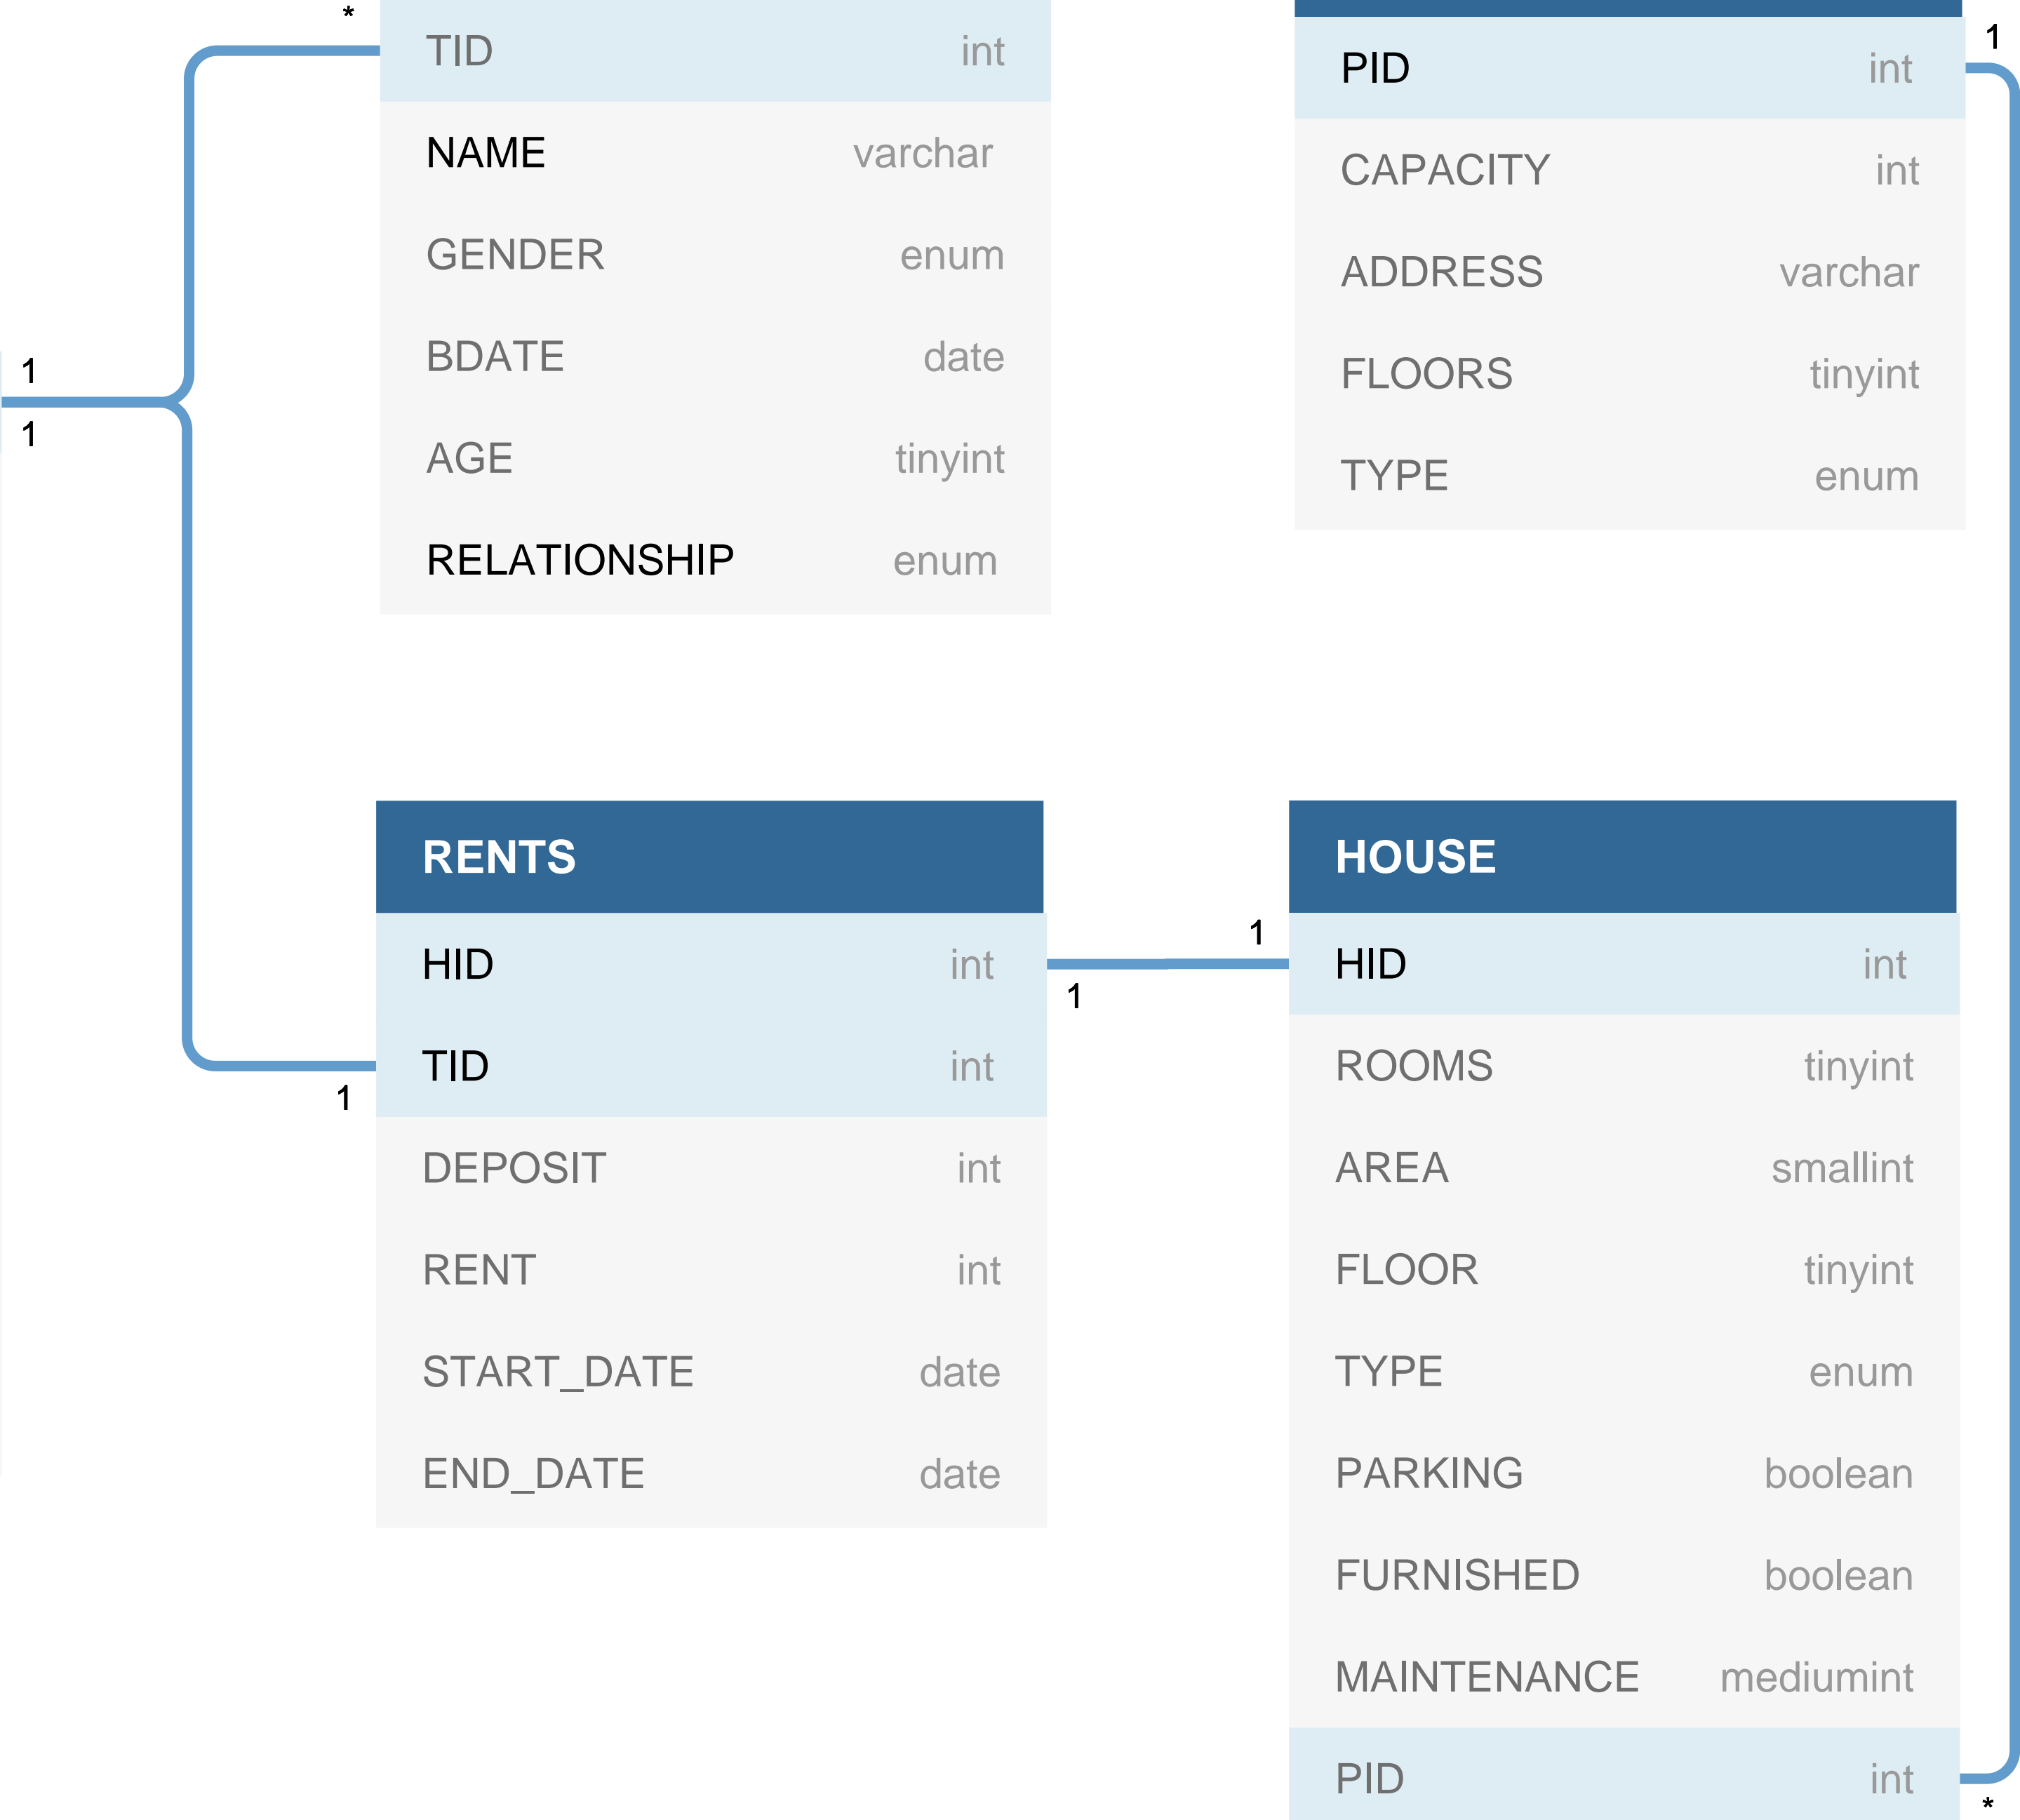 *
TID int
NAME varchar
GENDER enum
BDATE date
AGE tinyint
RELATIONSHIP enum
1
1
1
PID int
CAPACITY int
ADDRESS varchar
FLOORS tinyint
TYPE enum
RENTS
HID int
TID int
DEPOSIT int
RENT int
START_DATE date
END_DATE date
1
1
1
HOUSE
HID int
ROOMS tinyint
AREA smallint
FLOOR tinyint
TYPE enum
PARKING boolean
FURNISHED boolean
MAINTENANCE mediumint
PID int
*